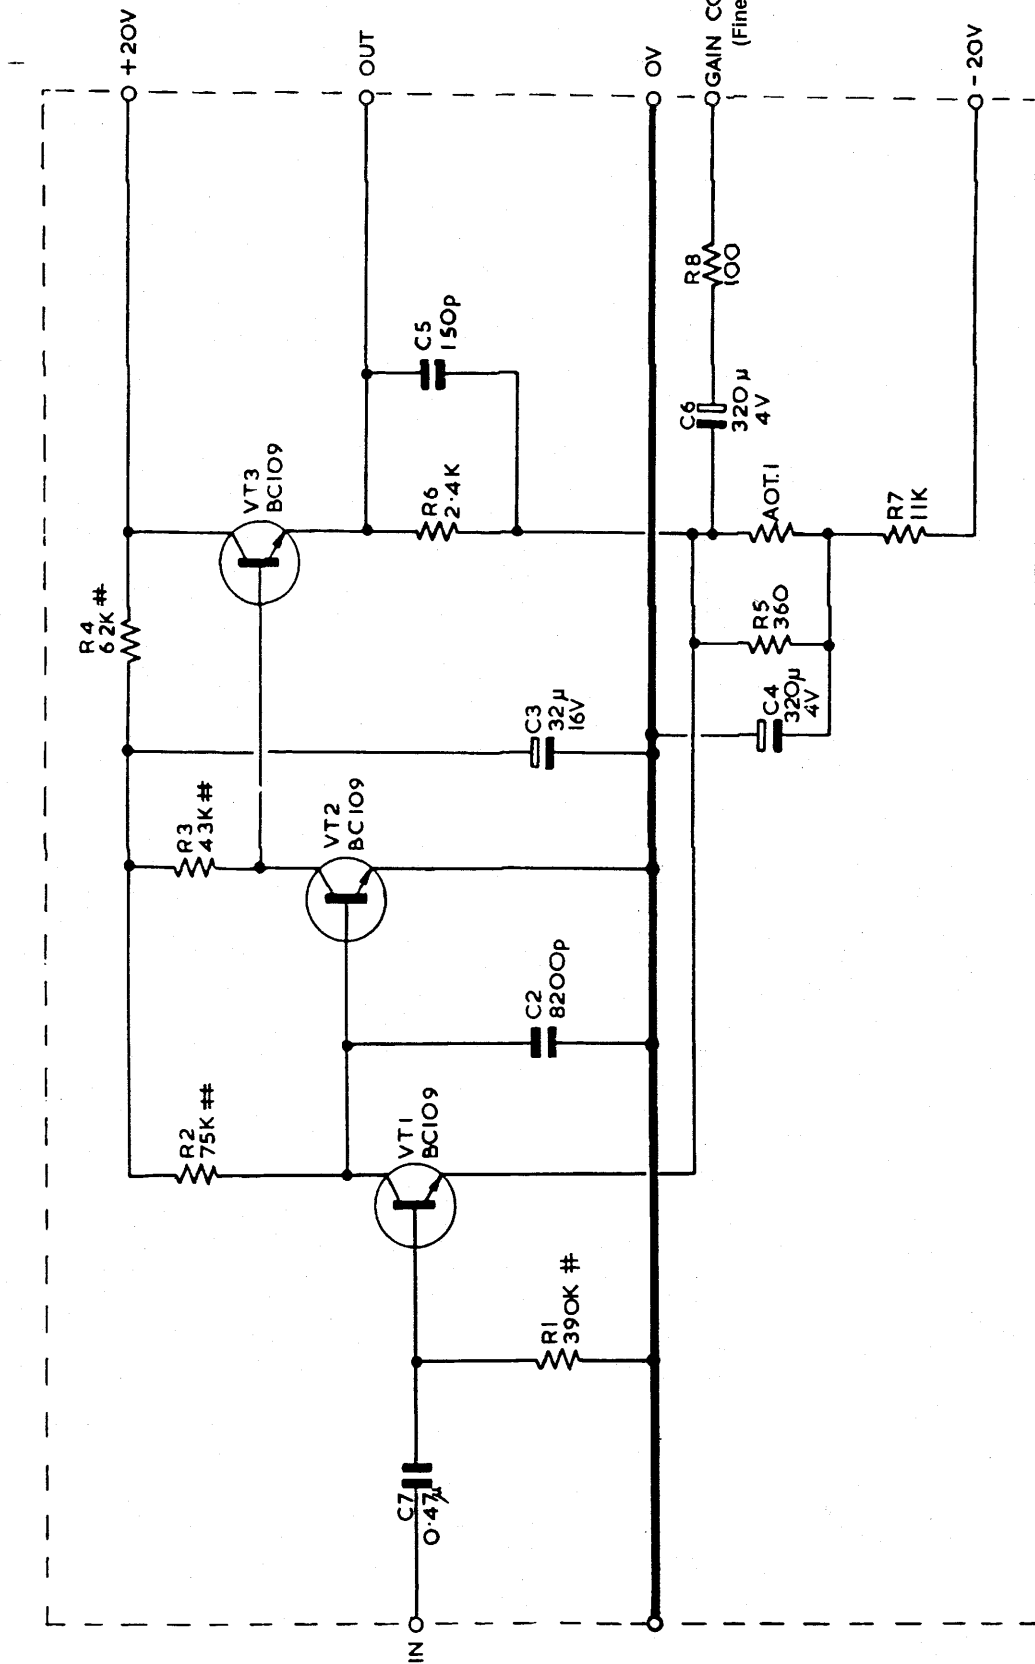 +20V
OUT
0V
GAIN CO
(Fine
-20V
R4
62K #
VT3
BC109
C5
150p
R6
2·4K
R8
100
C6
320µ
4V
AOT.1
R7
11K
R5
360
C4
320µ
4V
C3
32µ
16V
R3
43K #
VT2
BC109
C2
8200p
R2
75K #
VT1
BC109
R1
390K #
C7
0·47µ
IN